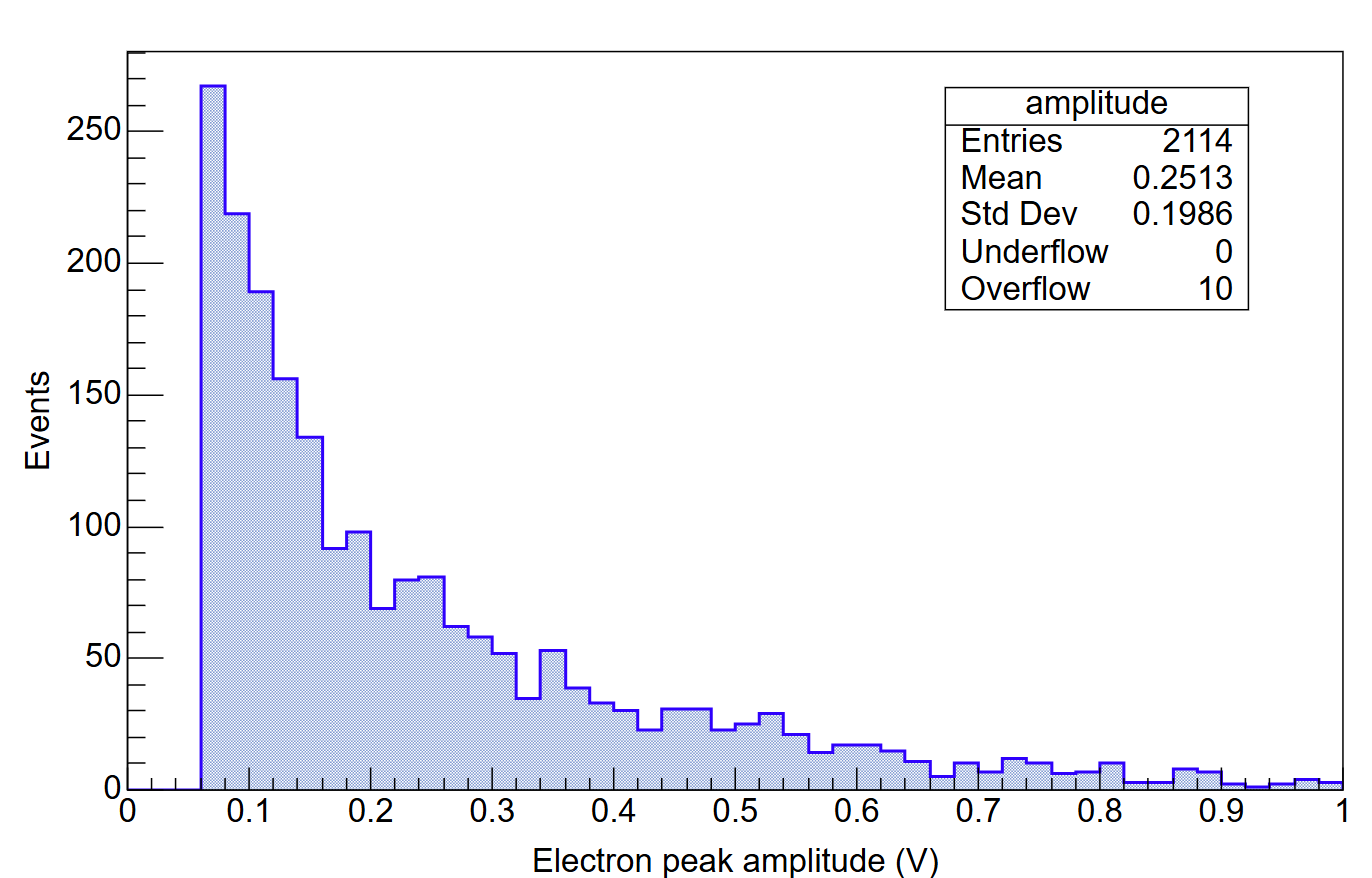 amplitude
Entries 2114
Mean 0.2513
Std Dev 0.1986
Underflow 0
Overflow 10
250
200
150
100
50
0
Events
0 0.1 0.2 0.3 0.4 0.5 0.6 0.7 0.8 0.9 1
Electron peak amplitude (V)